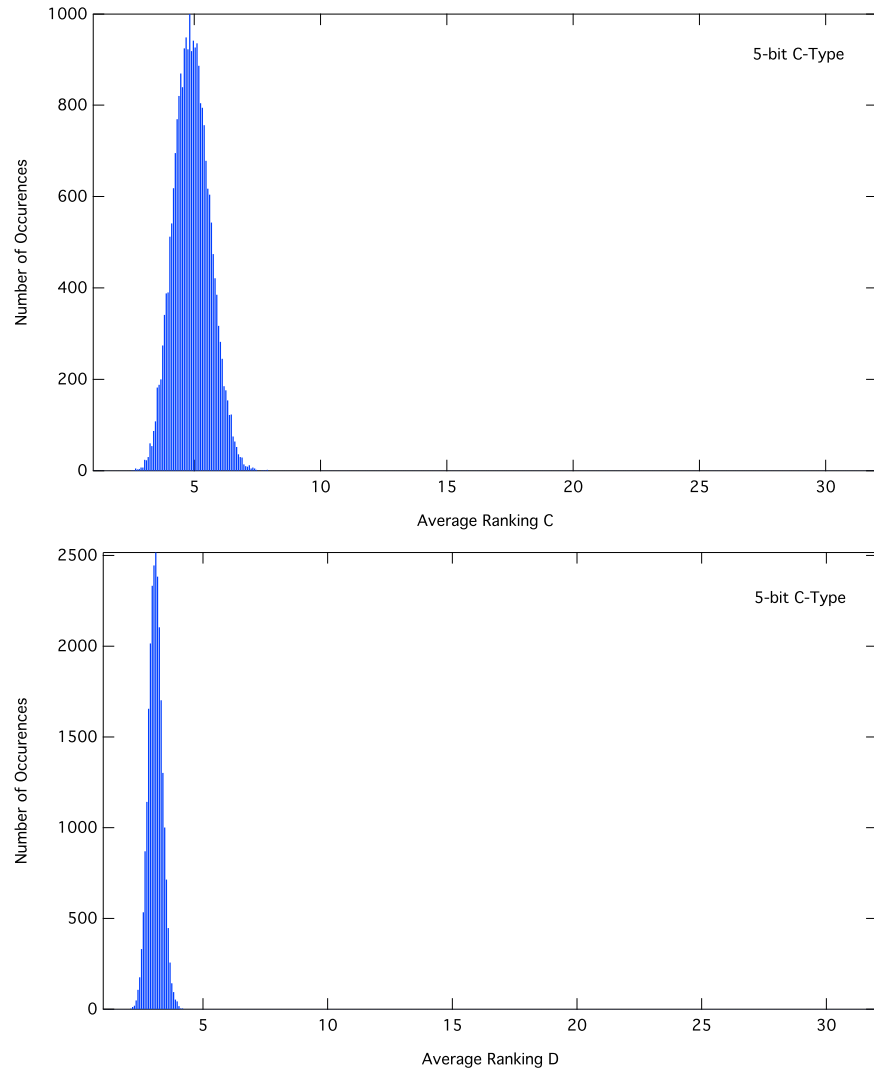 1000
5-bit C-Type
800
600
400
200
0
Number of Occurences
5 10 15 20 25 30
Average Ranking C
2500
5-bit C-Type
2000
1500
1000
500
0
Number of Occurences
5 10 15 20 25 30
Average Ranking D